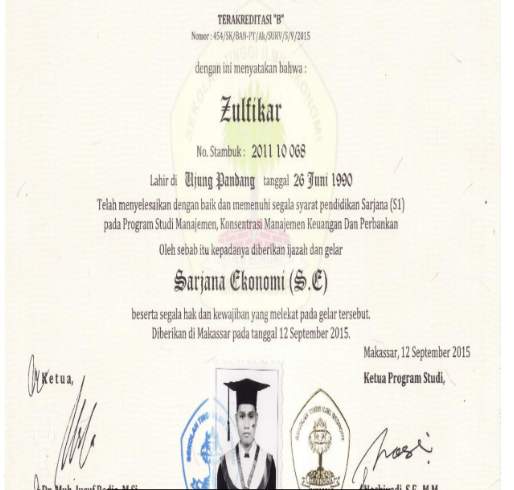 TERAKREDITASI "B"
Nomor : 454/SK/BAN-PT/Ak/SURV/S/V/2015
dengan ini menyatakan bahwa :
Zulfikar
No. Stambuk : 2011 10 068
Lahir di Ujung Pandang tanggal 26 Juni 1990
Telah menyelesaikan dengan baik dan memenuhi segala syarat pendidikan Sarjana (S1)
pada Program Studi Manajemen, Konsentrasi Manajemen Keuangan Dan Perbankan
Oleh sebab itu kepadanya diberikan ijazah dan gelar
Sarjana Ekonomi (S.E)
beserta segala hak dan kewajiban yang melekat pada gelar tersebut.
Diberikan di Makassar pada tanggal 12 September 2015.
Makassar, 12 September 2015
Ketua,
Ketua Program Studi,